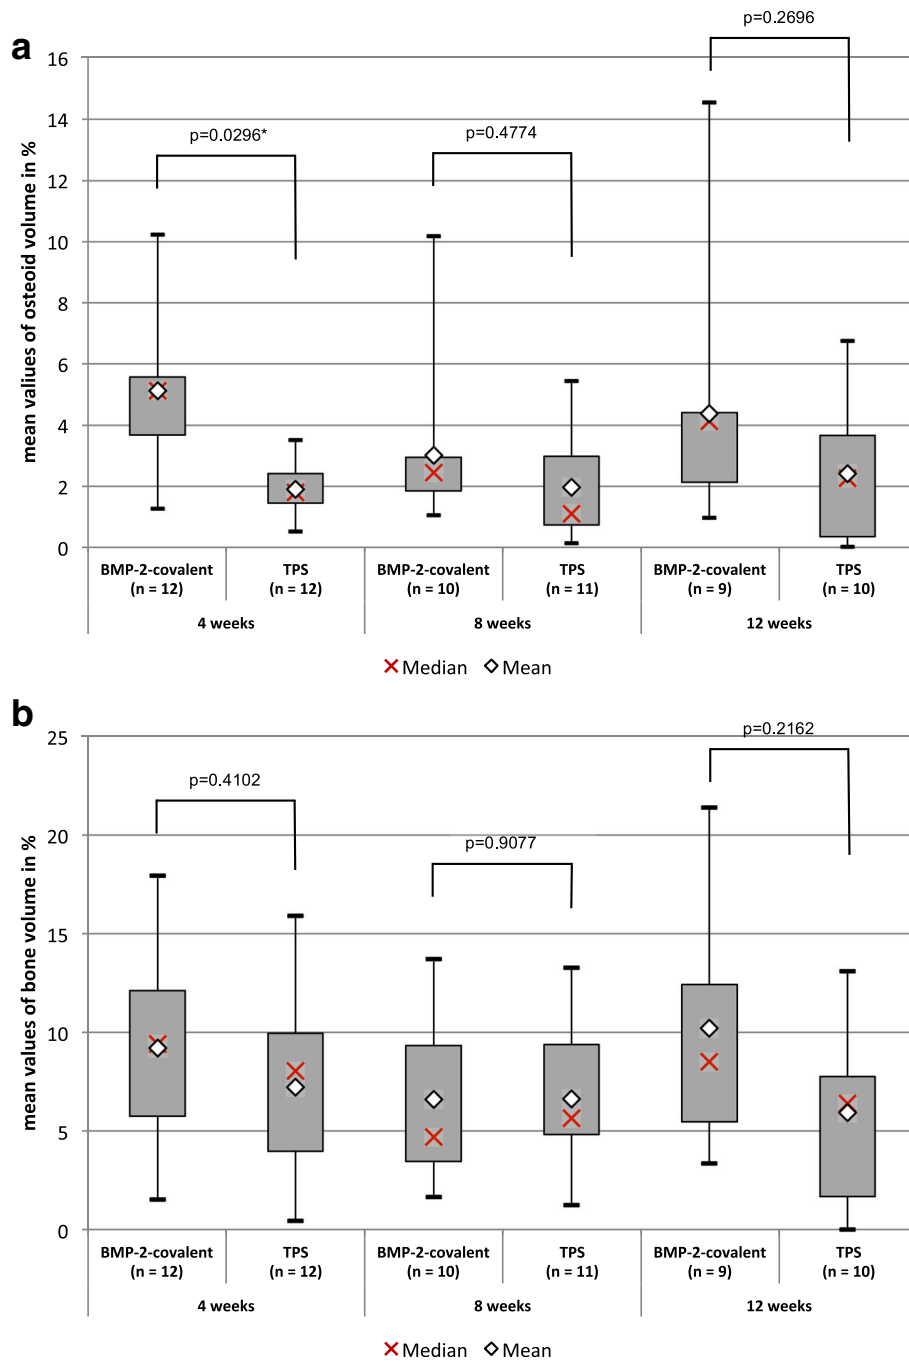 a
p=0.2696
16
14
p=0.0296*
p=0.4774
12
10
8
6
4
2
0
mean valiues of osteoid volume in %
BMP-2-covalent TPS BMP-2-covalent TPS BMP-2-covalent TPS
(n = 12) (n = 12) (n = 10) (n = 11) (n = 9) (n = 10)
4 weeks 8 weeks 12 weeks
Median Mean
b
25
p=0.2162
p=0.4102
20
p=0.9077
15
10
5
0
mean values of bone volume in %
BMP-2-covalent TPS BMP-2-covalent TPS BMP-2-covalent TPS
(n = 12) (n = 12) (n = 10) (n = 11) (n = 9) (n = 10)
4 weeks 8 weeks 12 weeks
Median Mean